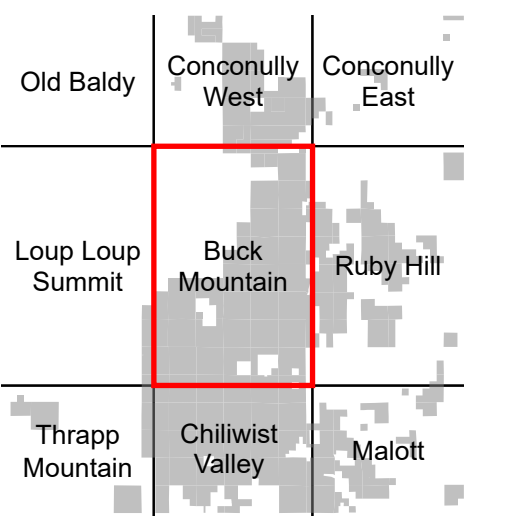 Old Baldy
Conconully
West
Conconully
East
Loup Loup
Summit
Buck
Mountain
Ruby Hill
Thrapp
Mountain
Chiliwist
Valley
Malott